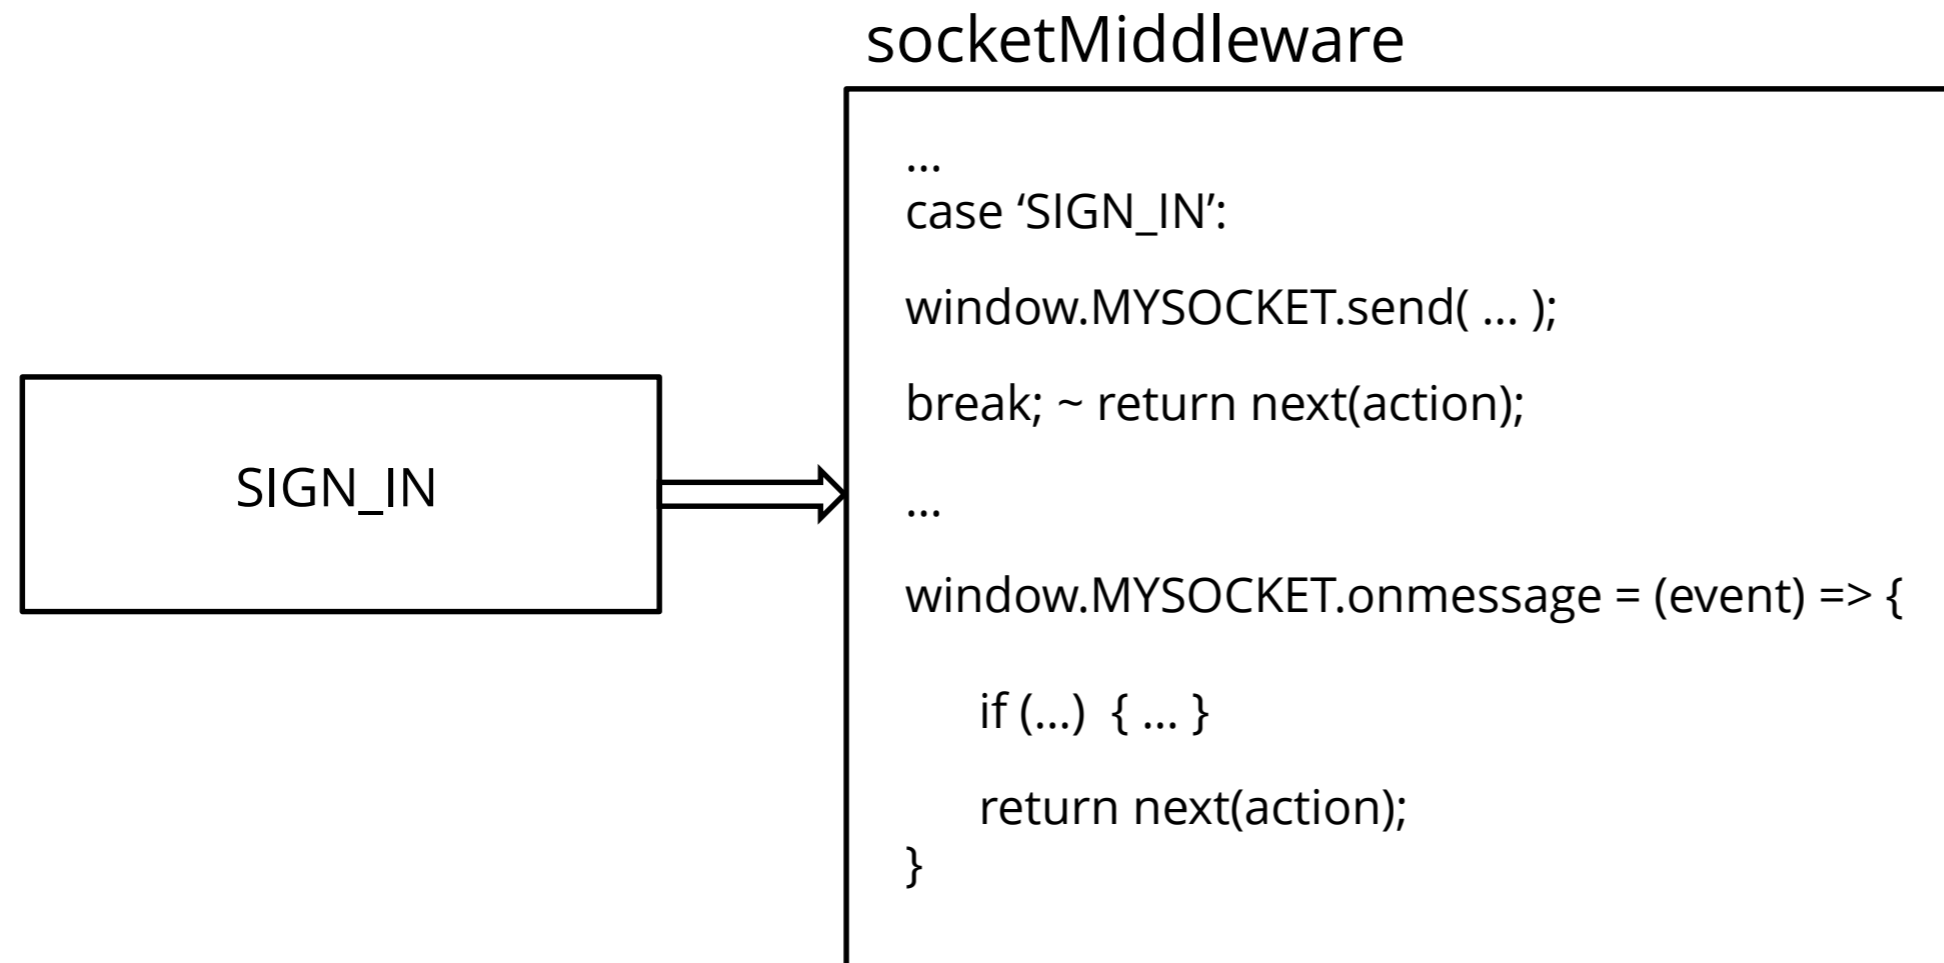 socketMiddleware
...
case ‘SIGN_IN’:
window.MYSOCKET.send( ... );
break; ~ return next(action);
SIGN_IN
...
window.MYSOCKET.onmessage = (event) => {
if (...) { ... }
return next(action);
}